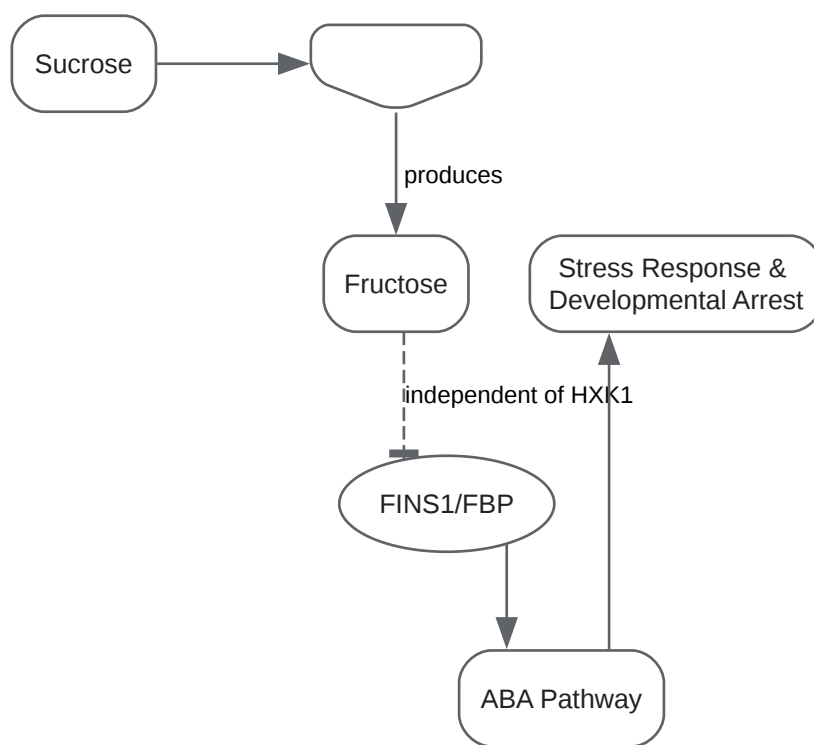 Sucrose
produces
Fructose
Stress Response &
Developmental Arrest
independent of HXK1
FINS1/FBP
ABA Pathway